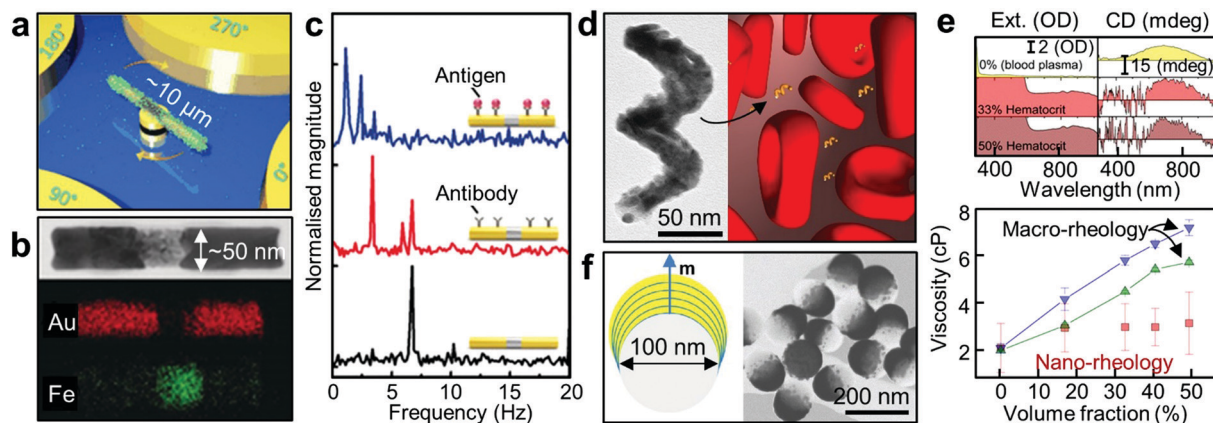 a
180°
270°
~10 µm
0°
90°
b
~50 nm
Au
Fe
c
Normalised magnitude
Antigen
Antibody
0 5 10 15 20
Frequency (Hz)
d
50 nm
e
Ext. (OD) CD (mdeg)
2 (OD)
0% (blood plasma)
15 (mdeg)
33% Hematocrit
50% Hematocrit
400 800 400 800
Wavelength (nm)
8
6
4
2
Viscosity (cP)
Macro-rheology
Nano-rheology
0 10 20 30 40 50
Volume fraction (%)
f
m
100 nm
200 nm